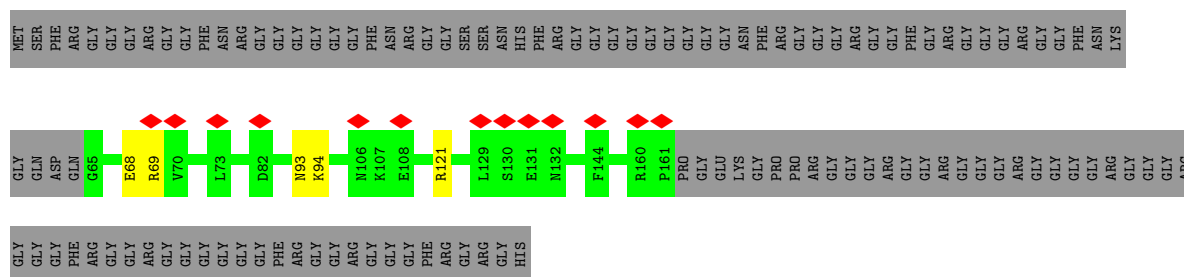 MET SER PHE ARG GLY GLY GLY ARG GLY GLY PHE ASN ARG GLY GLY GLY GLY GLY GLY PHE ASN ARG GLY GLY SER SER ASN HIS PHE ARG GLY GLY GLY GLY GLY GLY GLY GLY GLY ASN PHE ARG GLY GLY GLY ARG GLY GLY PHE GLY ARG GLY GLY GLY ARG GLY GLY PHE ASN LYS
GLY GLN ASP GLN G65 E68 R69 V70 L73 D82 N93 K94 N106 K107 E108 R121 L129 S130 E131 N132 F144 R160 P161 PRO GLY GLU LYS GLY PRO PRO ARG GLY GLY GLY ARG GLY GLY ARG GLY GLY GLY ARG GLY GLY GLY GLY ARG GLY GLY GLY ARG
GLY GLY GLY PHE ARG GLY GLY ARG GLY GLY GLY GLY GLY GLY PHE ARG GLY GLY ARG GLY GLY GLY PHE ARG GLY ARG GLY HIS